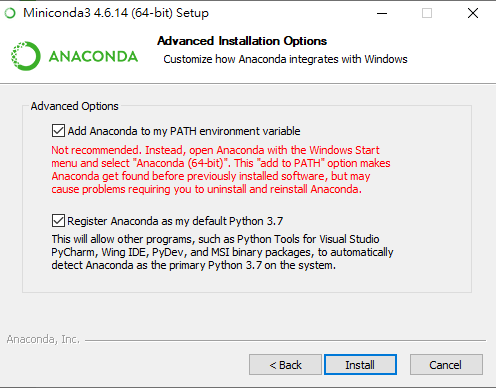 Miniconda3 4.6.14 (64-bit) Setup
ANACONDA
Advanced Installation Options
Customize how Anaconda integrates with Windows
Advanced Options
Add Anaconda to my PATH environment variable
Not recommended. Instead, open Anaconda with the Windows Start
menu and select "Anaconda (64-bit)". This "add to PATH" option makes
Anaconda get found before previously installed software, but may
cause problems requiring you to uninstall and reinstall Anaconda.
Register Anaconda as my default Python 3.7
This will allow other programs, such as Python Tools for Visual Studio
PyCharm, Wing IDE, PyDev, and MSI binary packages, to automatically
detect Anaconda as the primary Python 3.7 on the system.
Anaconda, Inc.
< Back
Install
Cancel